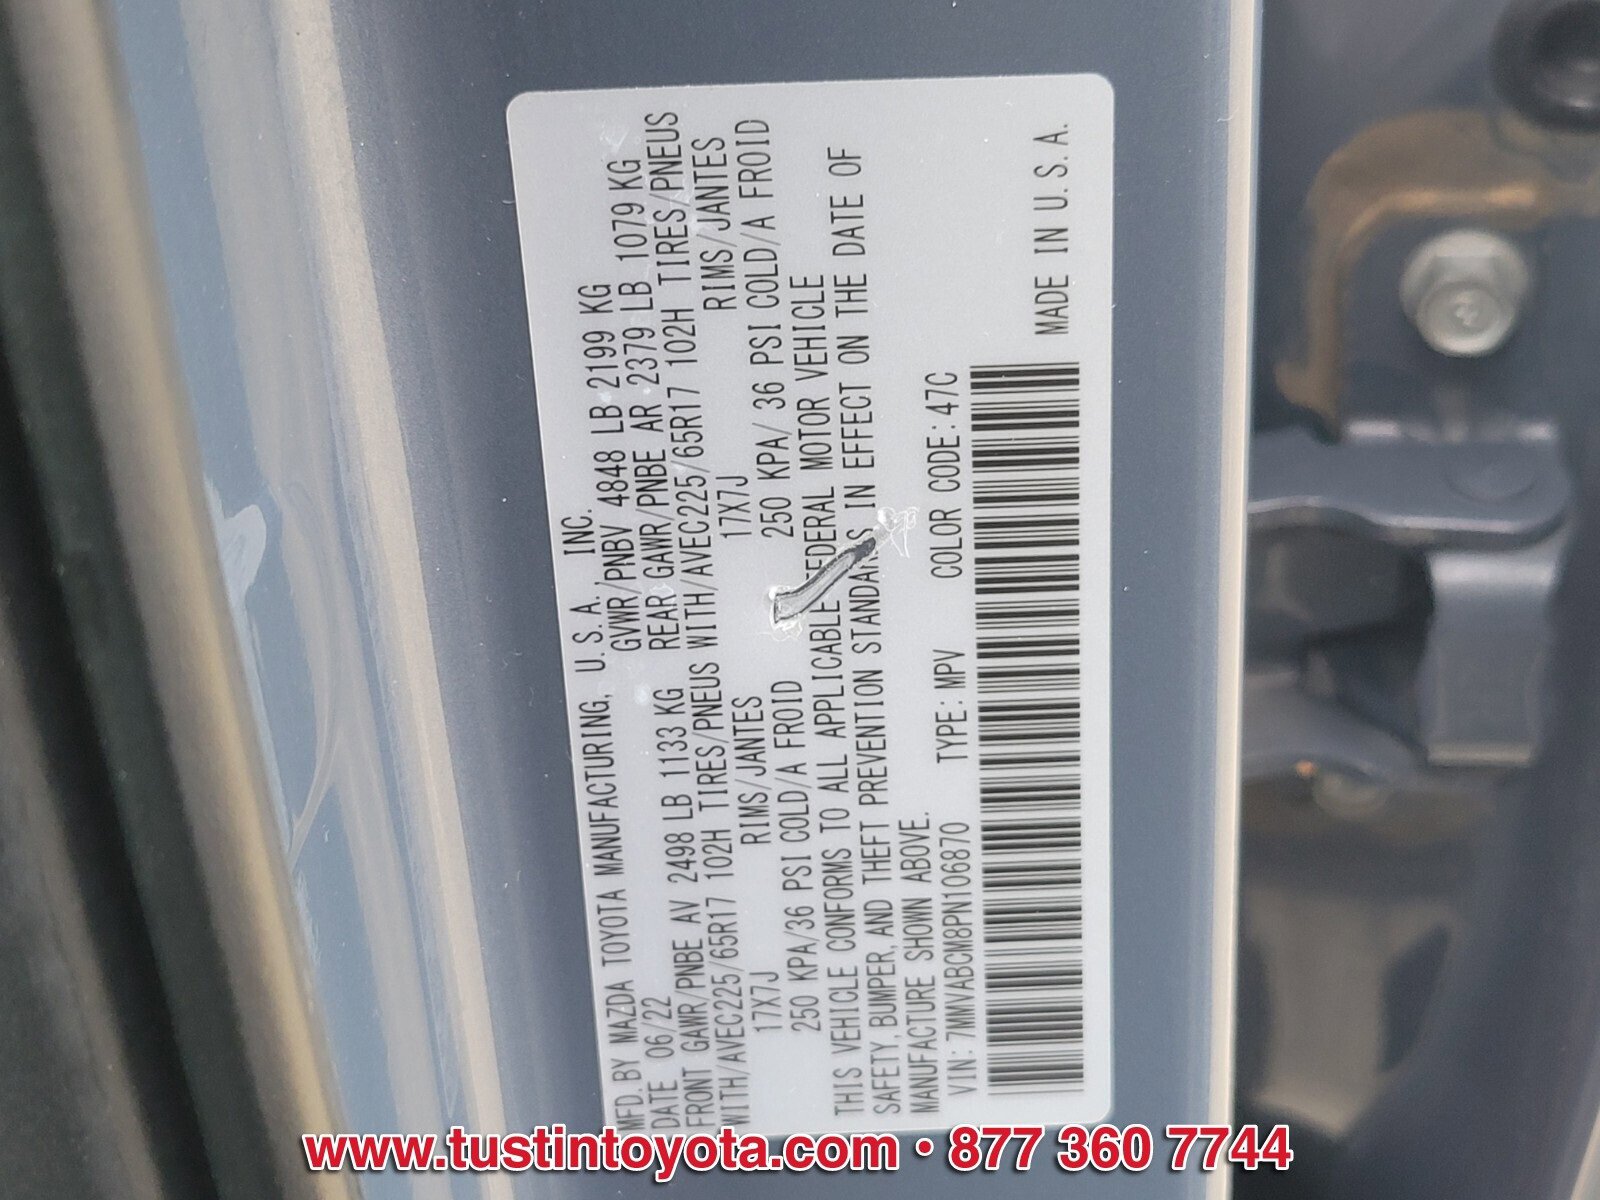 MFD. BY MAZDA TOYOTA MANUFACTURING, U.S.A., INC.
DATE 06/22 GVWR/PNBV 4848 LB 2199 KG
FRONT GAWR/PNBE AV 2498 LB 1133 KG REAR GAWR/PNBE AR 2379 LB 1079 KG
WITH/AVEC225/65R17 102H TIRES/PNEUS WITH/AVEC225/65R17 102H TIRES/PNEUS
17X7J RIMS/JANTES 17X7J RIMS/JANTES
250 KPA/36 PSI COLD/A FROID 250 KPA/ 36 PSI COLD/A FROID
THIS VEHICLE CONFORMS TO ALL APPLICABLE FEDERAL MOTOR VEHICLE
SAFETY, BUMPER, AND THEFT PREVENTION STANDARDS IN EFFECT ON THE DATE OF
MANUFACTURE SHOWN ABOVE.
VIN: 7MMVABCM8PN106870 TYPE: MPV COLOR CODE: 47C
MADE IN U.S.A.
www.tustintoyota.com • 877 360 7744